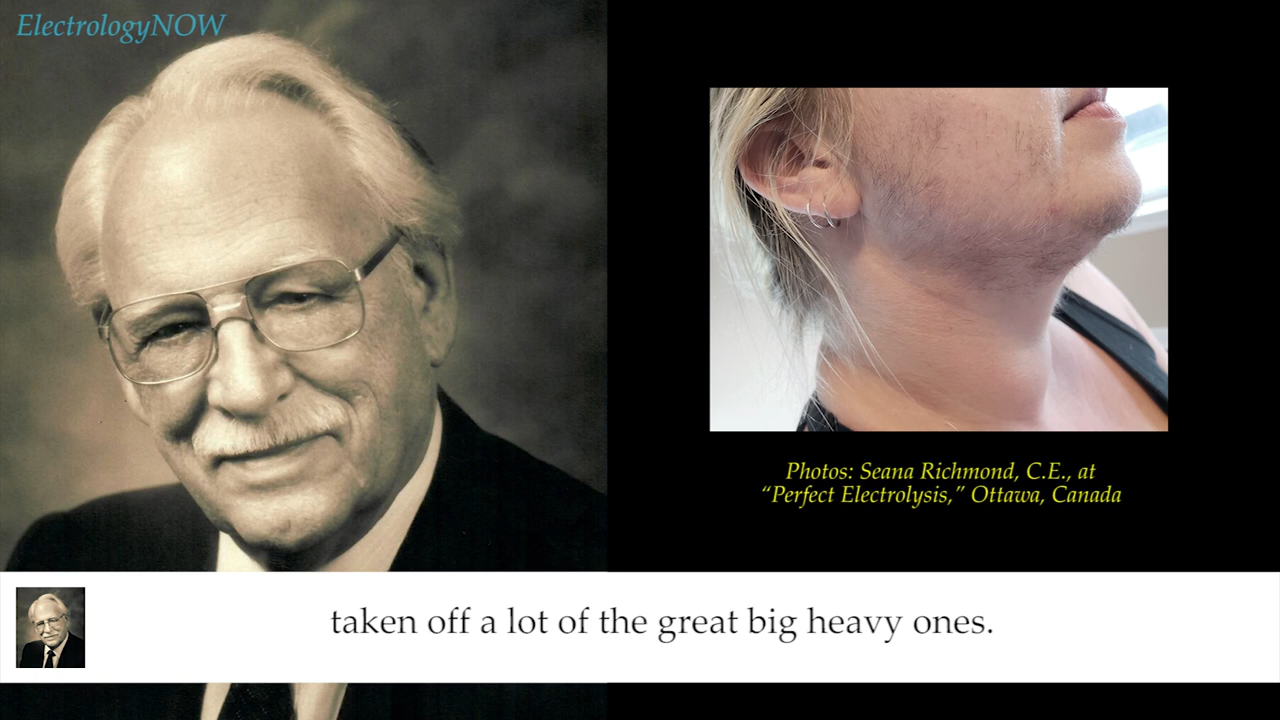 ElectrologyNOW
Photos: Seana Richmond, C.E., at
“Perfect Electrolysis,” Ottawa, Canada
taken off a lot of the great big heavy ones.